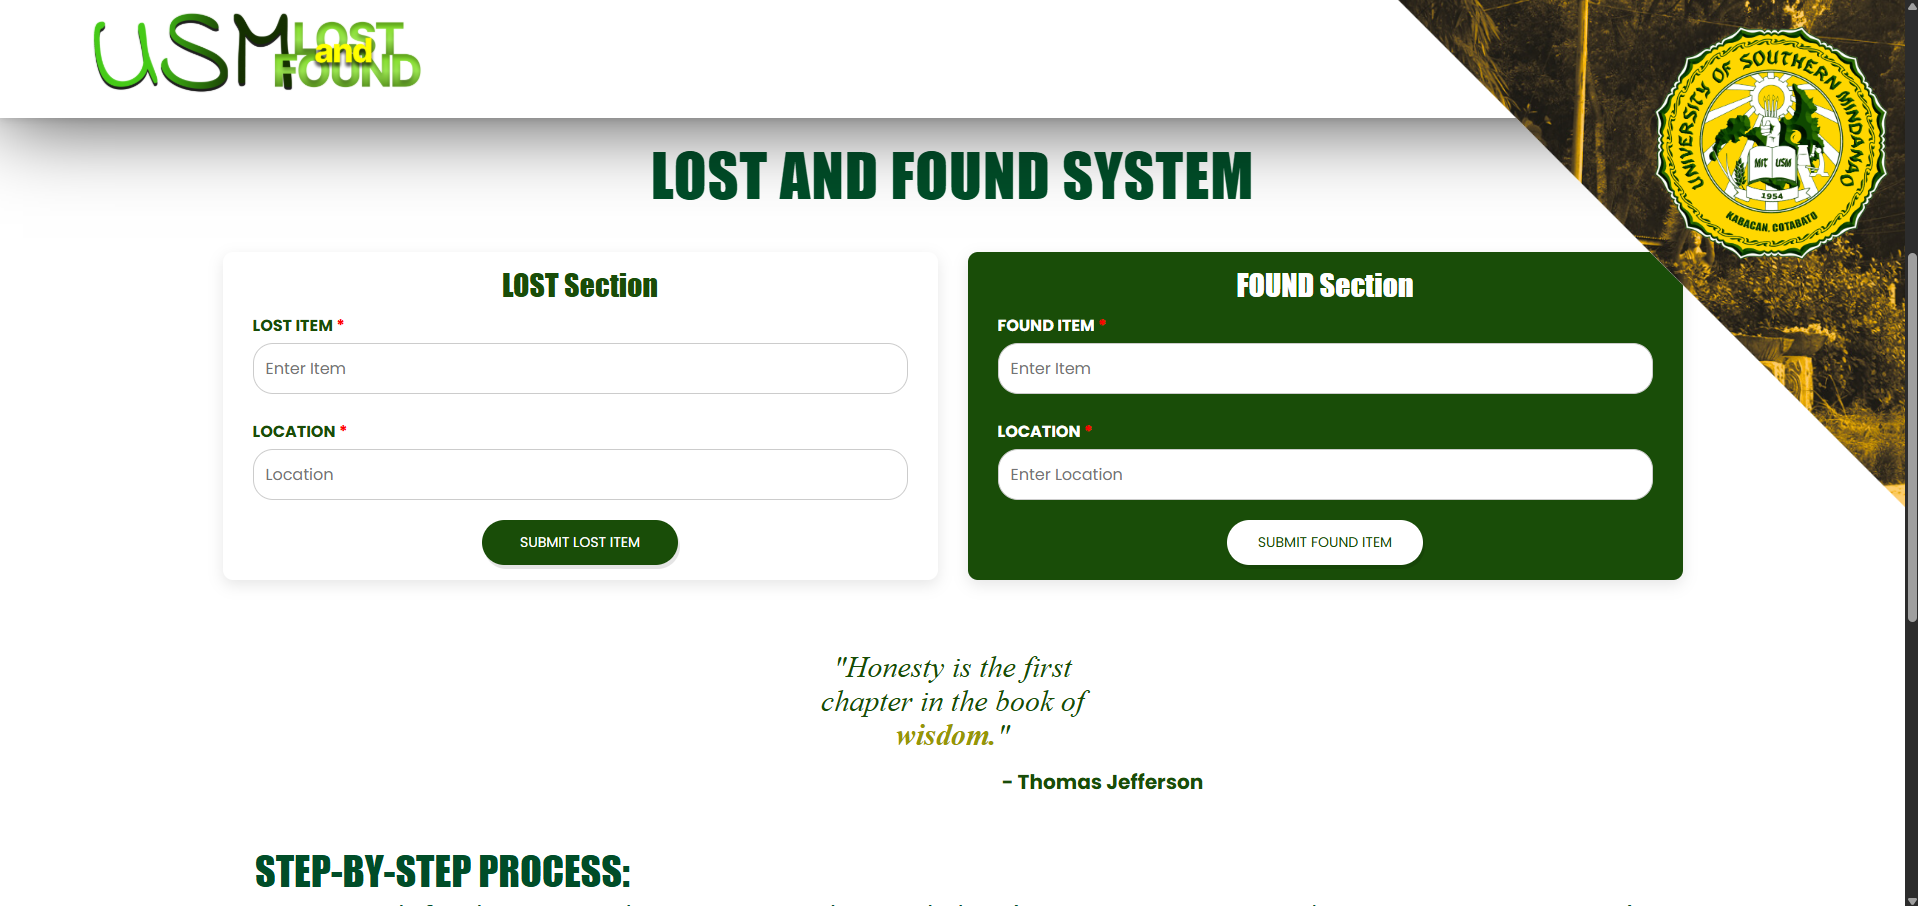 USM LOST and FOUND
UNIVERSITY OF SOUTHERN MINDANAO
MIT USM
1954
KABACAN, COTABATO
LOST AND FOUND SYSTEM
LOST Section
LOST ITEM *
Enter Item
LOCATION *
Location
SUBMIT LOST ITEM
FOUND Section
FOUND ITEM *
Enter Item
LOCATION *
Enter Location
SUBMIT FOUND ITEM
"Honesty is the first
chapter in the book of
wisdom."
- Thomas Jefferson
STEP-BY-STEP PROCESS: